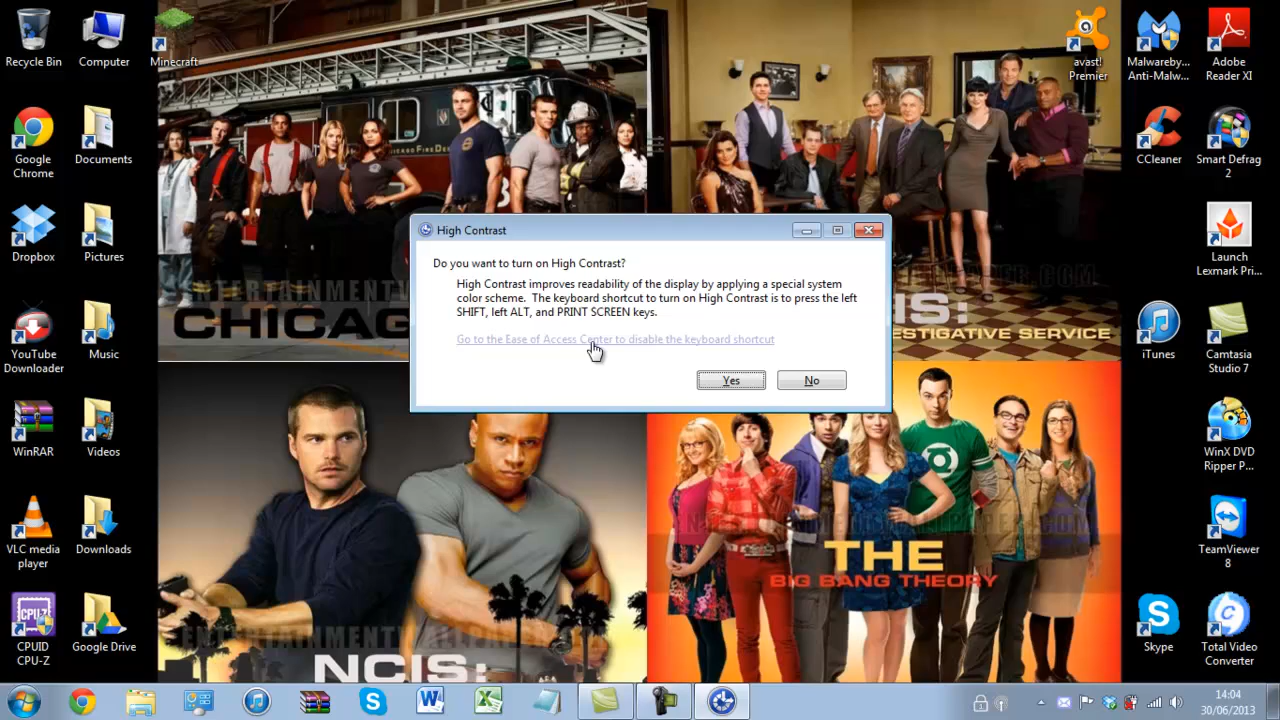 Recycle Bin
Computer
Minecraft
avast! Premier
Malwareby... Anti-Malw...
Adobe Reader XI
Google Chrome
Documents
CCleaner
Smart Defrag 2
Dropbox
Pictures
Launch Lexmark Pri...
High Contrast
Do you want to turn on High Contrast?
High Contrast improves readability of the display by applying a special system
color scheme. The keyboard shortcut to turn on High Contrast is to press the left
SHIFT, left ALT, and PRINT SCREEN keys.
Go to the Ease of Access Center to disable the keyboard shortcut
Yes
No
CHICAG
IS:
ESTIGATIVE SERVICE
YouTube Downloader
Music
iTunes
Camtasia Studio 7
WinRAR
Videos
WinX DVD Ripper P...
VLC media player
Downloads
TeamViewer 8
THE
BIG BANG THEORY
CPUID CPU-Z
Google Drive
Skype
Total Video Converter
ENTERTAINMENTWALLPAPER.COM
NCIS:
14:04
30/06/2013